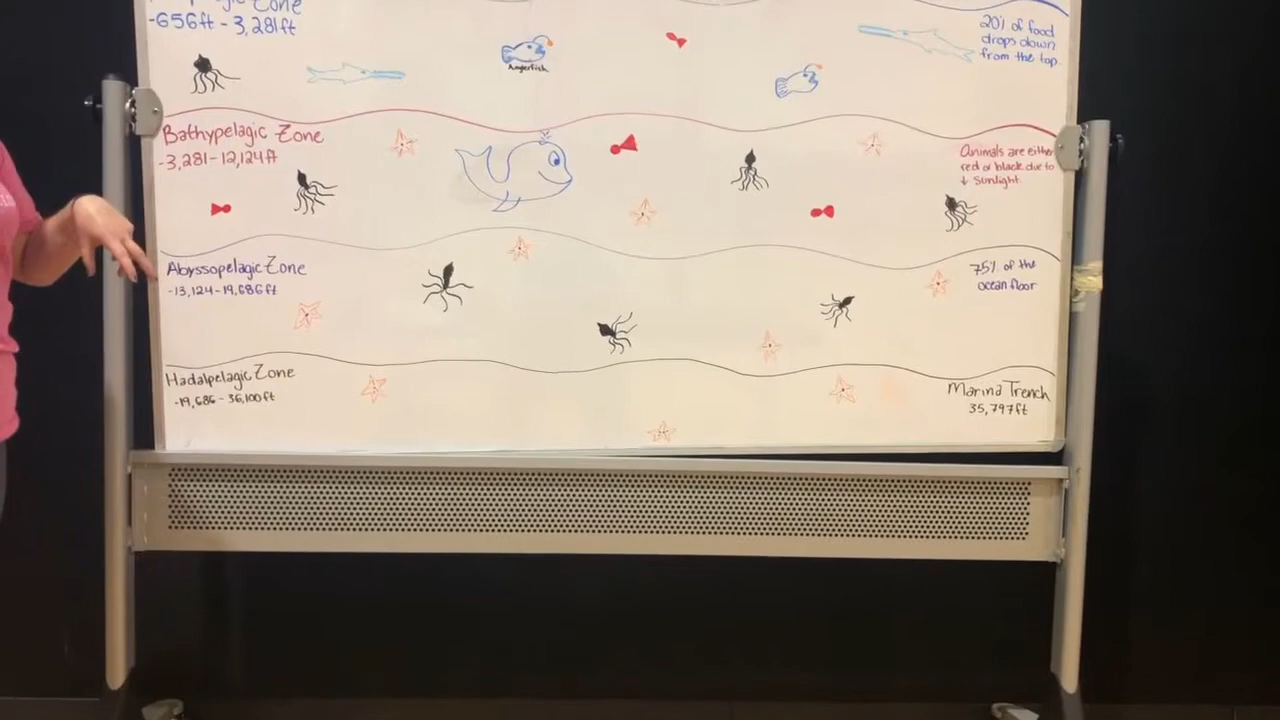 Zone
-656ft - 3,281ft
20% of food
drops down
from the top.
Anglerfish
Bathypelagic Zone
-3,281-12,124ft
Animals are either
red or black due to
↓ Sunlight.
Abyssopelagic Zone
-13,124-19,686ft
75% of the
ocean floor
Hadalpelagic Zone
-19,686-36,100ft
Marina Trench
35,797ft